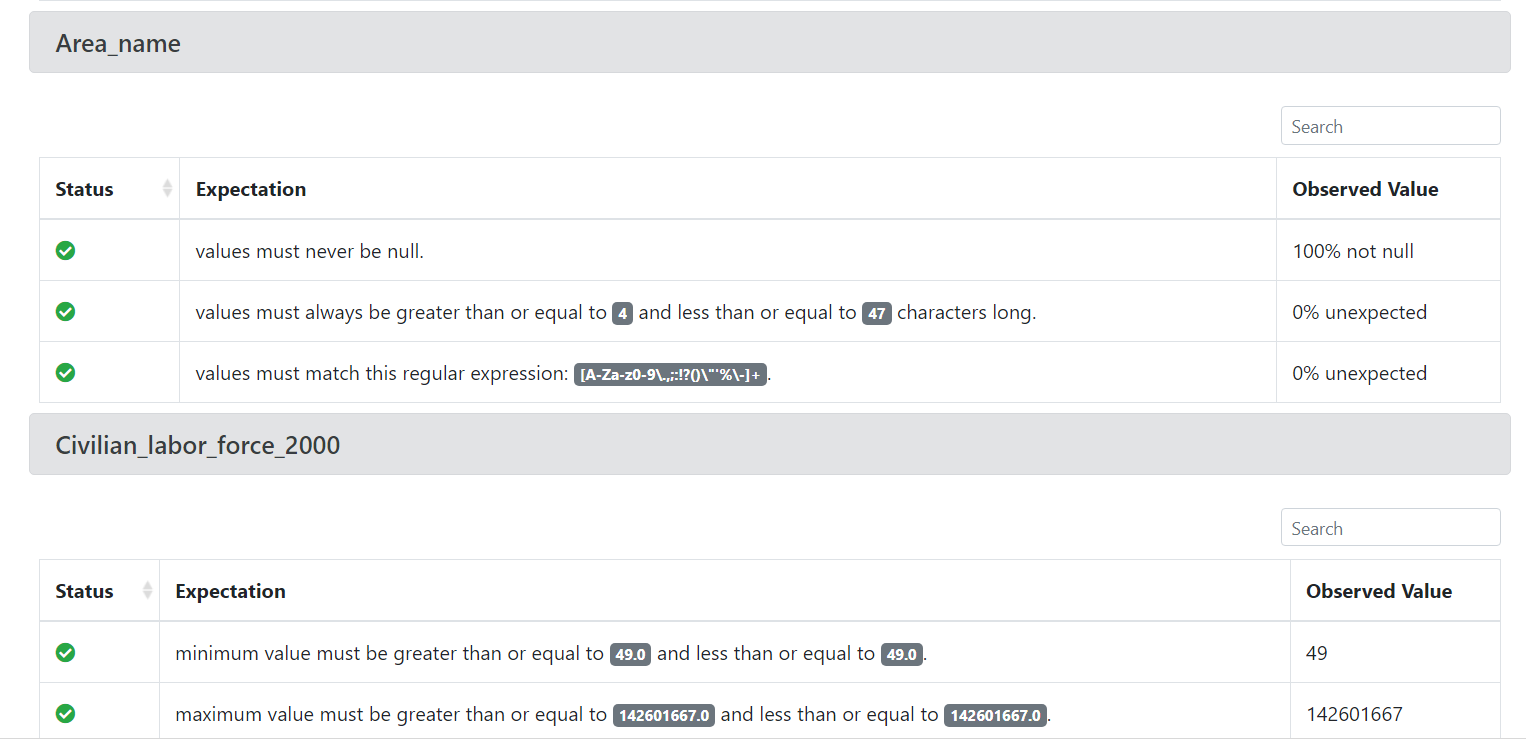 Area_name
Search
Status Expectation Observed Value
values must never be null. 100% not null
values must always be greater than or equal to 4 and less than or equal to 47 characters long. 0% unexpected
values must match this regular expression: [A-Za-z0-9\.,;:!?()\"'%\-]+. 0% unexpected
Civilian_labor_force_2000
Search
Status Expectation Observed Value
minimum value must be greater than or equal to 49.0 and less than or equal to 49.0. 49
maximum value must be greater than or equal to 142601667.0 and less than or equal to 142601667.0. 142601667